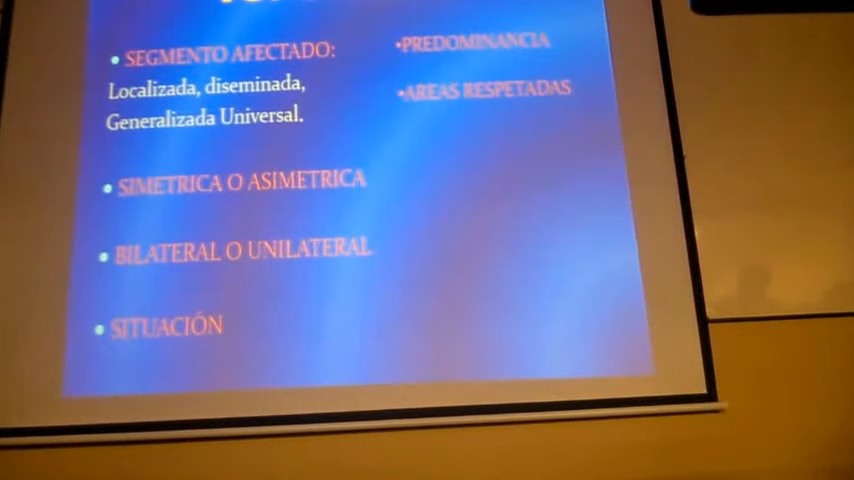 • SEGMENTO AFECTADO:
Localizada, diseminada,
Generalizada Universal.
• SIMETRICA O ASIMETRICA
• BILATERAL O UNILATERAL
• SITUACIÓN
•PREDOMINANCIA
•AREAS RESPETADAS